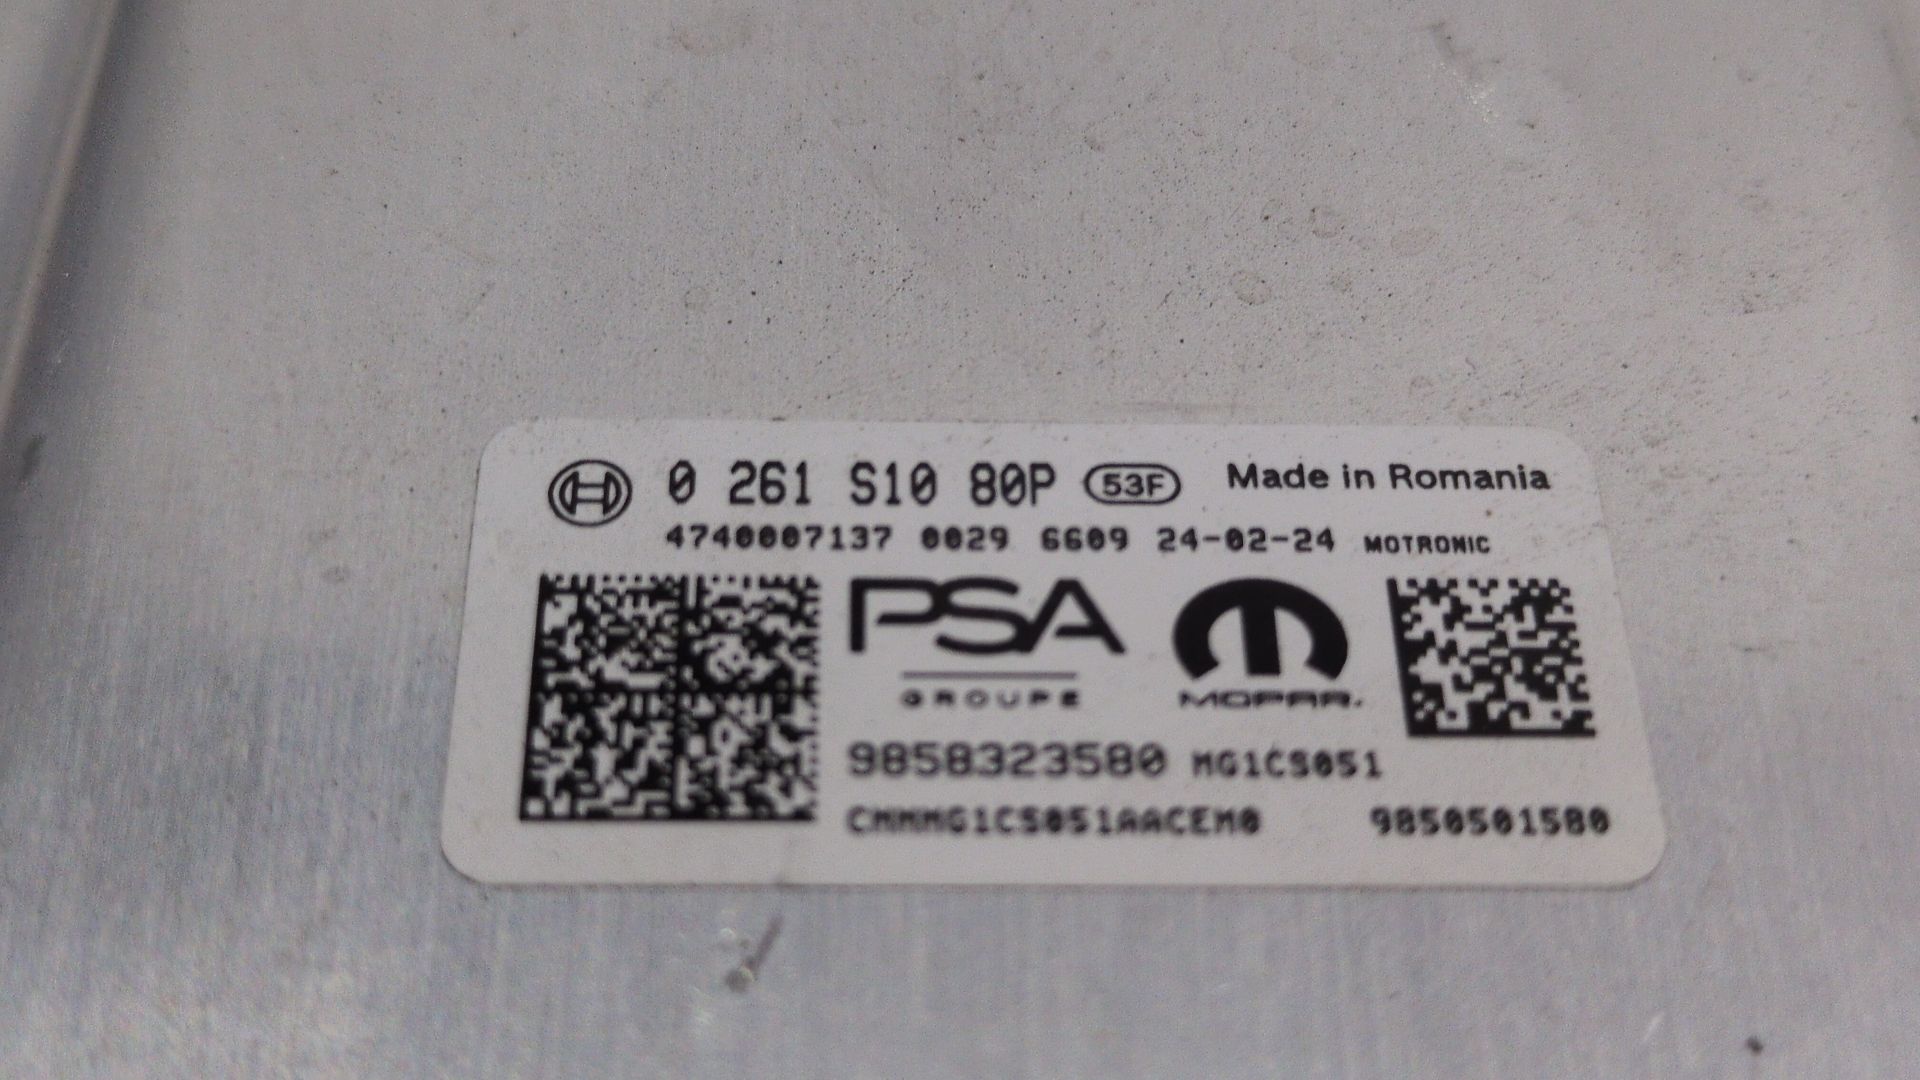 0 261 S10 80P 53F Made in Romania
4740007137 0029 6609 24-02-24 MOTRONIC
PSA
GROUPE
MOPAR.
9858323580 MG1CS051
CMMMG1CS051AACEM0 9850501580